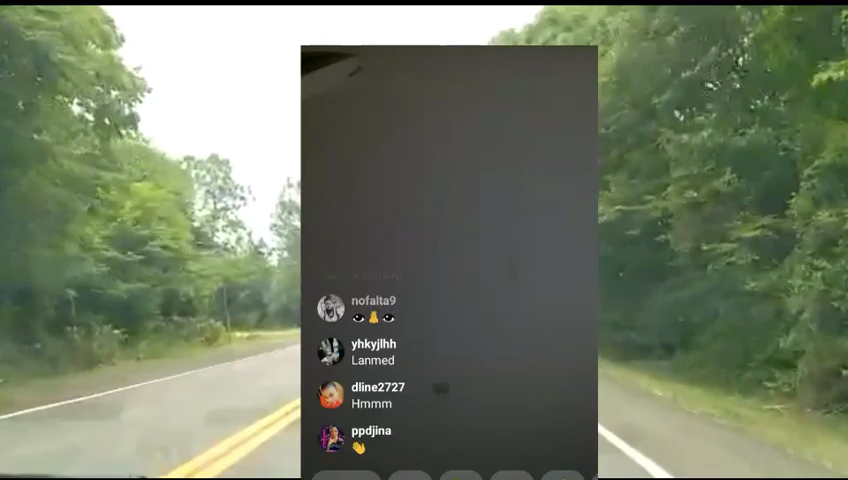 nofalta9
👁👃👁
yhkyjlhh
Lanmed
dline2727
Hmmm
ppdjina
👋